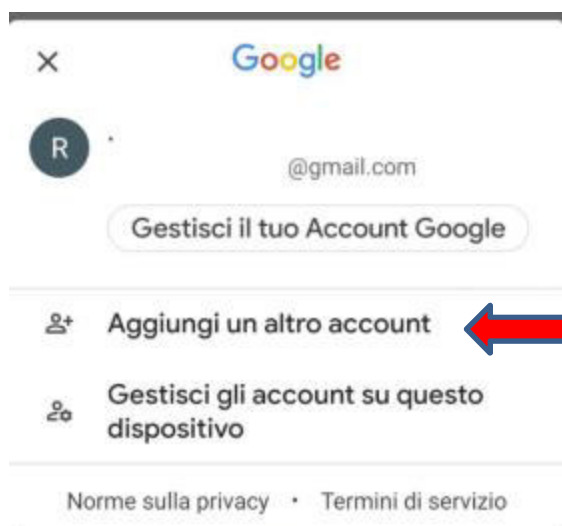 Google
R
@gmail.com
Gestisci il tuo Account Google
Aggiungi un altro account
Gestisci gli account su questo
dispositivo
Norme sulla privacy · Termini di servizio